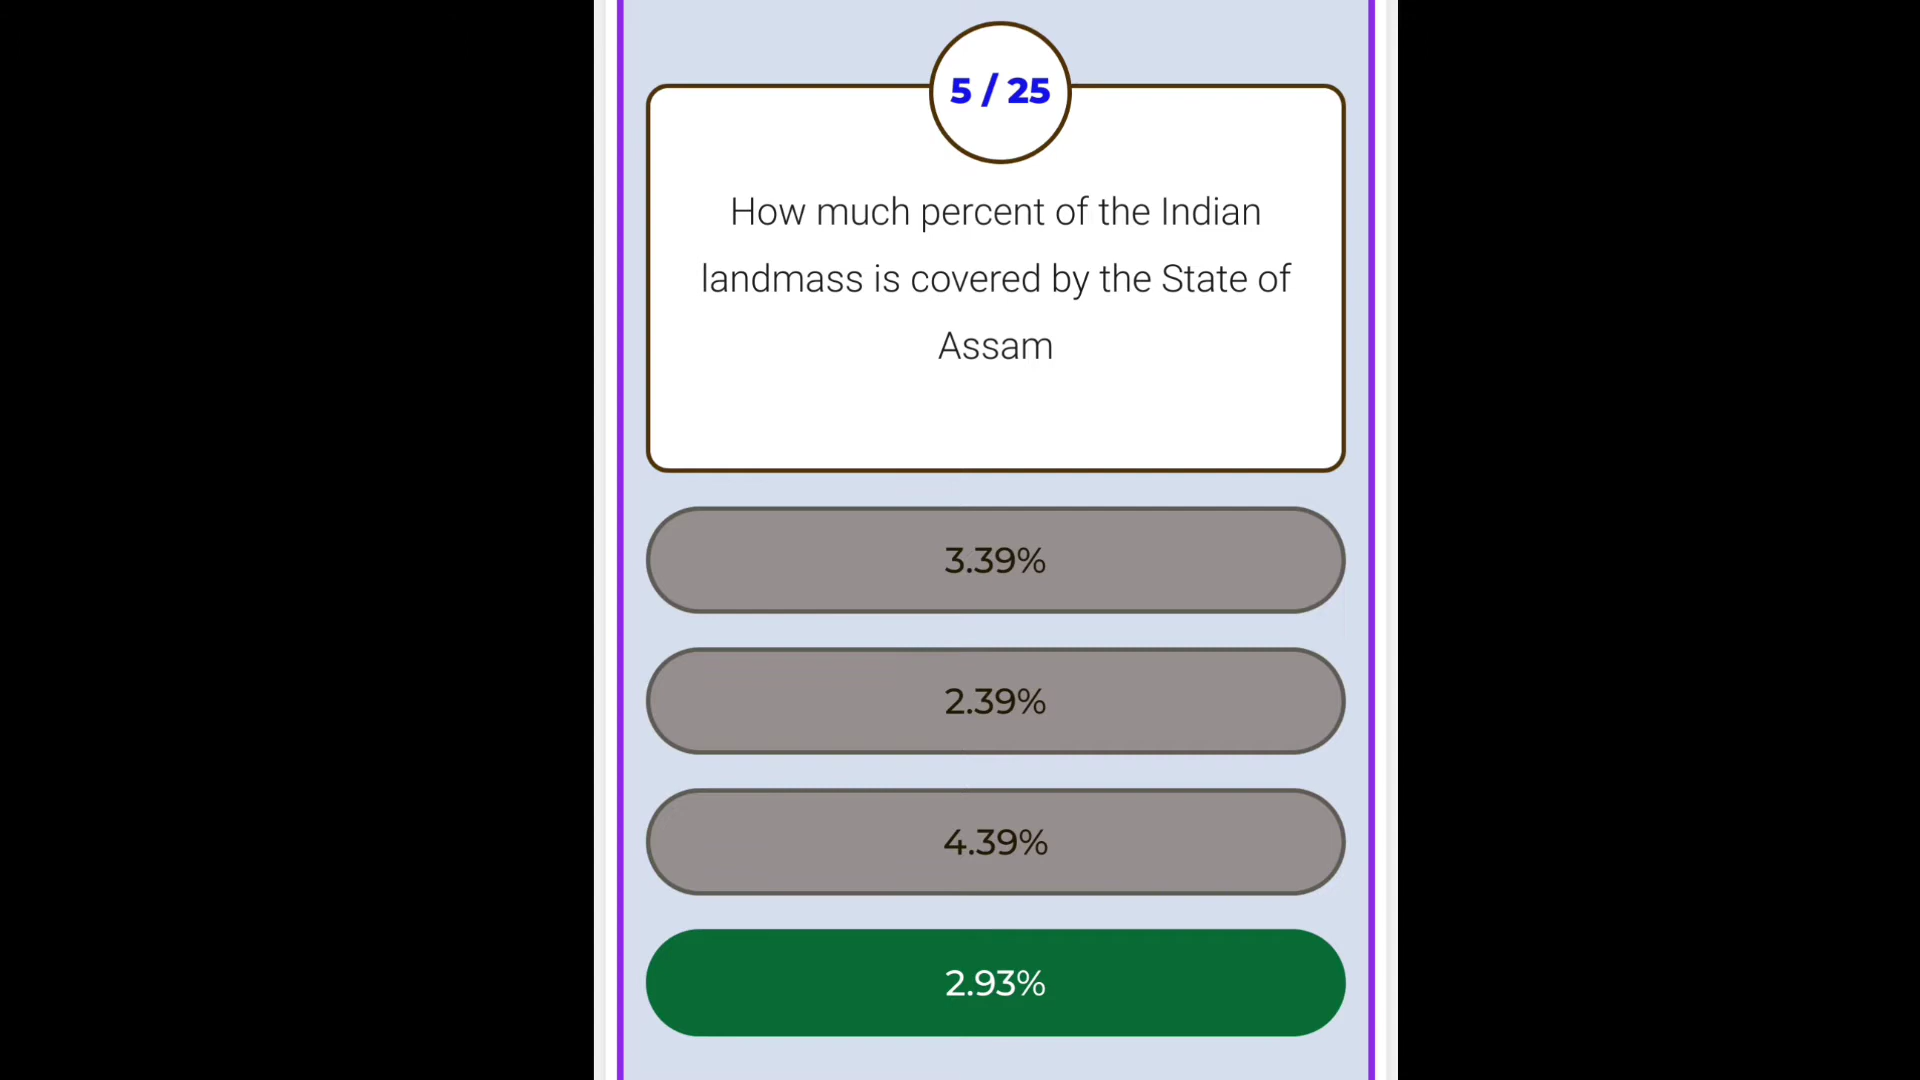 5 / 25
How much percent of the Indian
landmass is covered by the State of
Assam
3.39%
2.39%
4.39%
2.93%